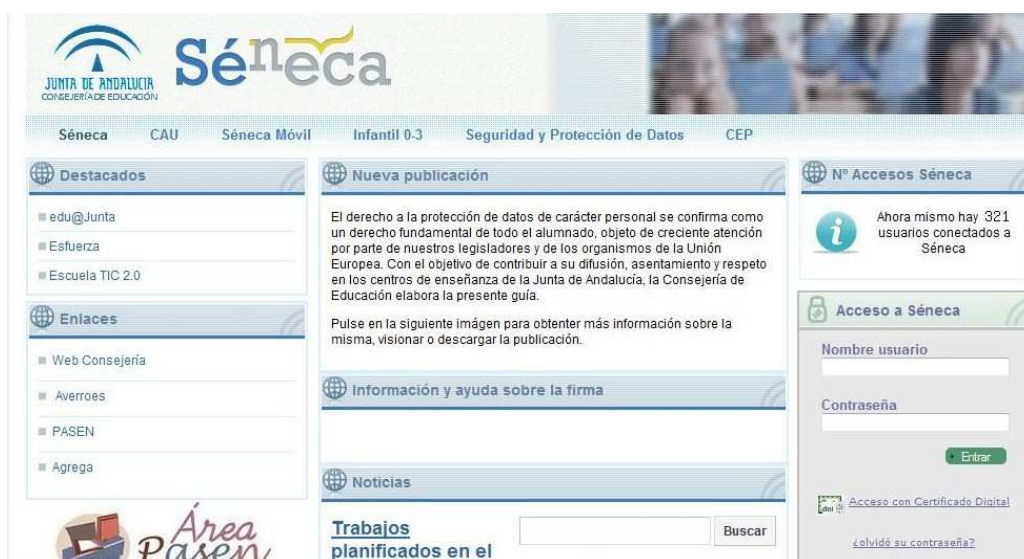 JUNTA DE ANDALUCIA
CONSEJERÍA DE EDUCACIÓN
Séneca
Séneca CAU Séneca Móvil Infantil 0-3 Seguridad y Protección de Datos CEP
Destacados
edu@Junta
Esfuerza
Escuela TIC 2.0
Enlaces
Web Consejería
Averroes
PASEN
Agrega
Área
Pasen
Nueva publicación
El derecho a la protección de datos de carácter personal se confirma como
un derecho fundamental de todo el alumnado, objeto de creciente atención
por parte de nuestros legisladores y de los organismos de la Unión
Europea. Con el objetivo de contribuir a su difusión, asentamiento y respeto
en los centros de enseñanza de la Junta de Andalucía, la Consejería de
Educación elabora la presente guía.
Pulse en la siguiente imágen para obtenter más información sobre la
misma, visionar o descargar la publicación.
Información y ayuda sobre la firma
Noticias
Trabajos
planificados en el
Buscar
Nº Accesos Séneca
Ahora mismo hay 321
usuarios conectados a
Séneca
Acceso a Séneca
Nombre usuario
Contraseña
Entrar
dni
Acceso con Certificado Digital
¿olvidó su contraseña?